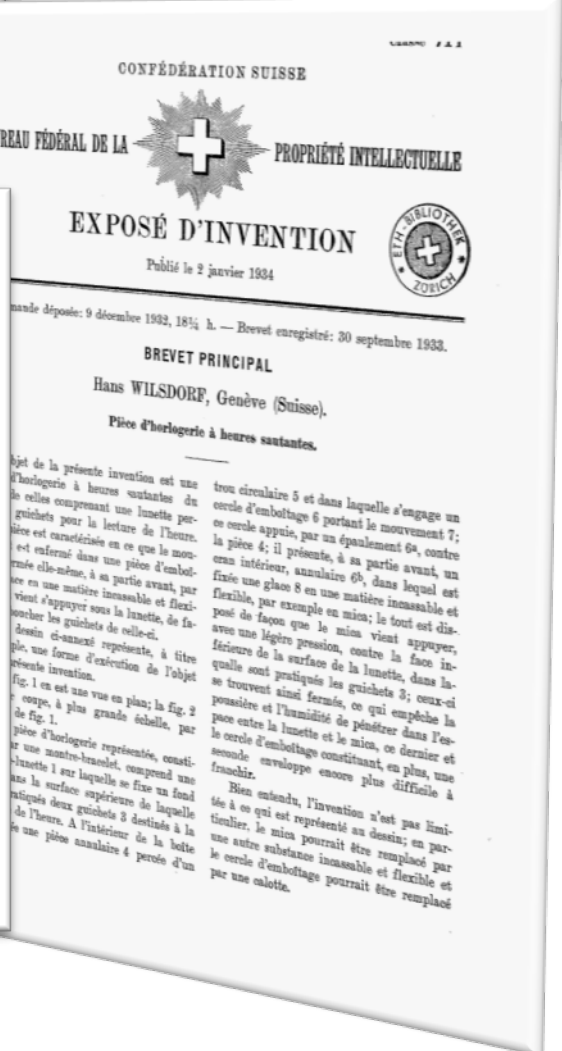 CONFÉDÉRATION SUISSE
REAU FÉDÉRAL DE LA PROPRIÉTÉ INTELLECTUELLE
EXPOSÉ D'INVENTION
Publié le 2 janvier 1934
ETH-BIBLIOTHEK
ZÜRICH
mande déposée: 9 décembre 1932, 18¼ h. — Brevet enregistré: 30 septembre 1933.
BREVET PRINCIPAL
Hans WILSDORF, Genève (Suisse).
Pièce d'horlogerie à heures sautantes.
bjet de la présente invention est une
d'horlogerie à heures sautantes du
de celles comprenant une lunette per-
guichets pour la lecture de l'heure.
ièce est caractérisée en ce que le mou-
est enfermé dans une pièce d'emboî-
rmée elle-même, à sa partie avant, par
ace en une matière incassable et flexi-
vient s'appuyer sous la lunette, de fa-
boucher les guichets de celle-ci.
dessin ci-annexé représente, à titre
ple, une forme d'exécution de l'objet
résente invention.
fig. 1 en est une vue en plan; la fig. 2
coupe, à plus grande échelle, par
de fig. 1.
pièce d'horlogerie représentée, consti-
ar une montre-bracelet, comprend une
-lunette 1 sur laquelle se fixe un fond
ans la surface supérieure de laquelle
ratiqués deux guichets 3 destinés à la
de l'heure. A l'intérieur de la boîte
ée une pièce annulaire 4 percée d'un
trou circulaire 5 et dans laquelle s'engage un
cercle d'emboîtage 6 portant le mouvement 7;
ce cercle appuie, par un épaulement 6ª, contre
la pièce 4; il présente, à sa partie avant, un
cran intérieur, annulaire 6ᵇ, dans lequel est
fixée une glace 8 en une matière incassable et
flexible, par exemple en mica; le tout est dis-
posé de façon que le mica vient appuyer,
avec une légère pression, contre la face in-
férieure de la surface de la lunette, dans la-
quelle sont pratiqués les guichets 3; ceux-ci
se trouvent ainsi fermés, ce qui empêche la
poussière et l'humidité de pénétrer dans l'es-
pace entre la lunette et le mica, ce dernier et
le cercle d'emboîtage constituant, en plus, une
seconde enveloppe encore plus difficile à
franchir.
Bien entendu, l'invention n'est pas limi-
tée à ce qui est représenté au dessin; en par-
ticulier, le mica pourrait être remplacé par
une autre substance incassable et flexible et
le cercle d'emboîtage pourrait être remplacé
par une calotte.